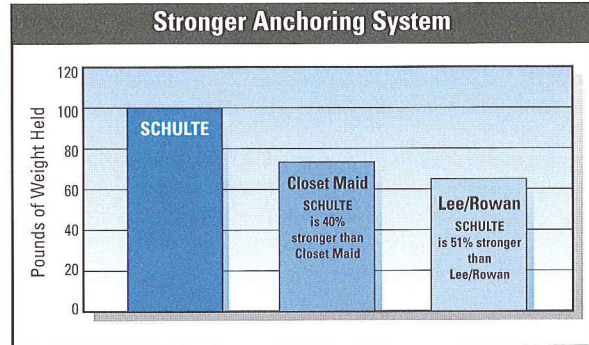 Stronger Anchoring System
Pounds of Weight Held
120
100
80
60
40
20
0
SCHULTE
Closet Maid
SCHULTE
is 40%
stronger than
Closet Maid
Lee/Rowan
SCHULTE
is 51% stronger
than
Lee/Rowan